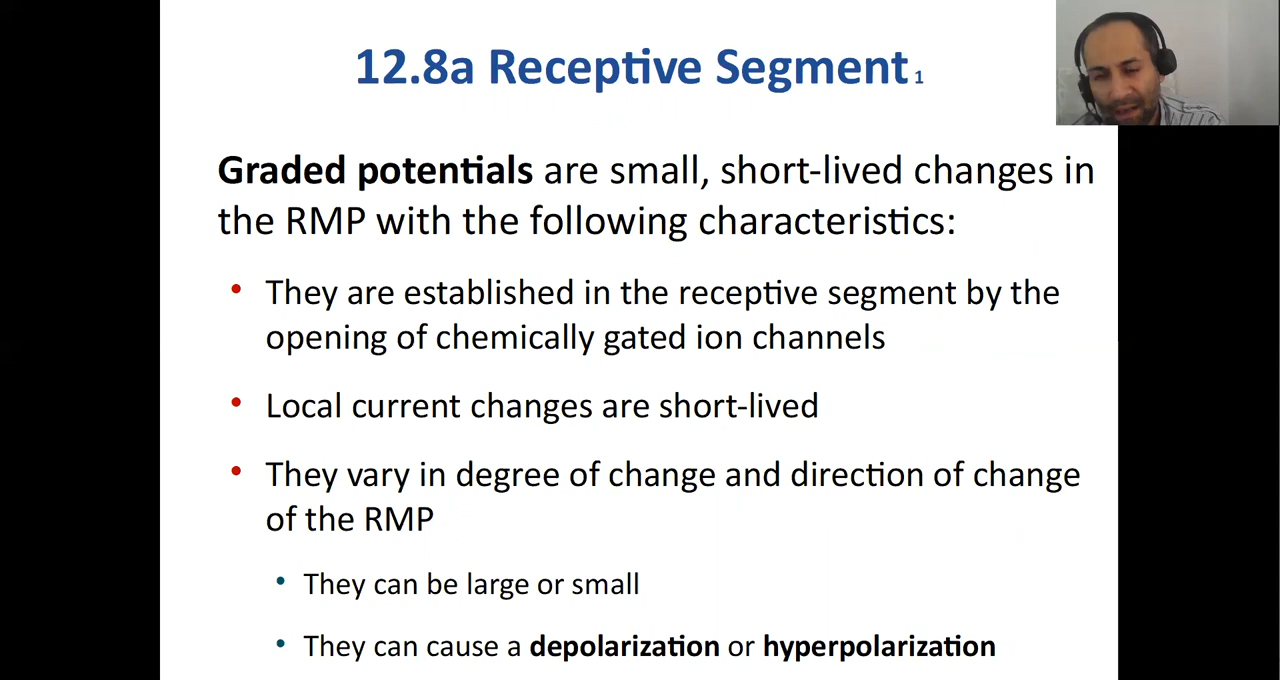 12.8a Receptive Segment 1
Graded potentials are small, short-lived changes in
the RMP with the following characteristics:
• They are established in the receptive segment by the
opening of chemically gated ion channels
• Local current changes are short-lived
• They vary in degree of change and direction of change
of the RMP
• They can be large or small
• They can cause a depolarization or hyperpolarization